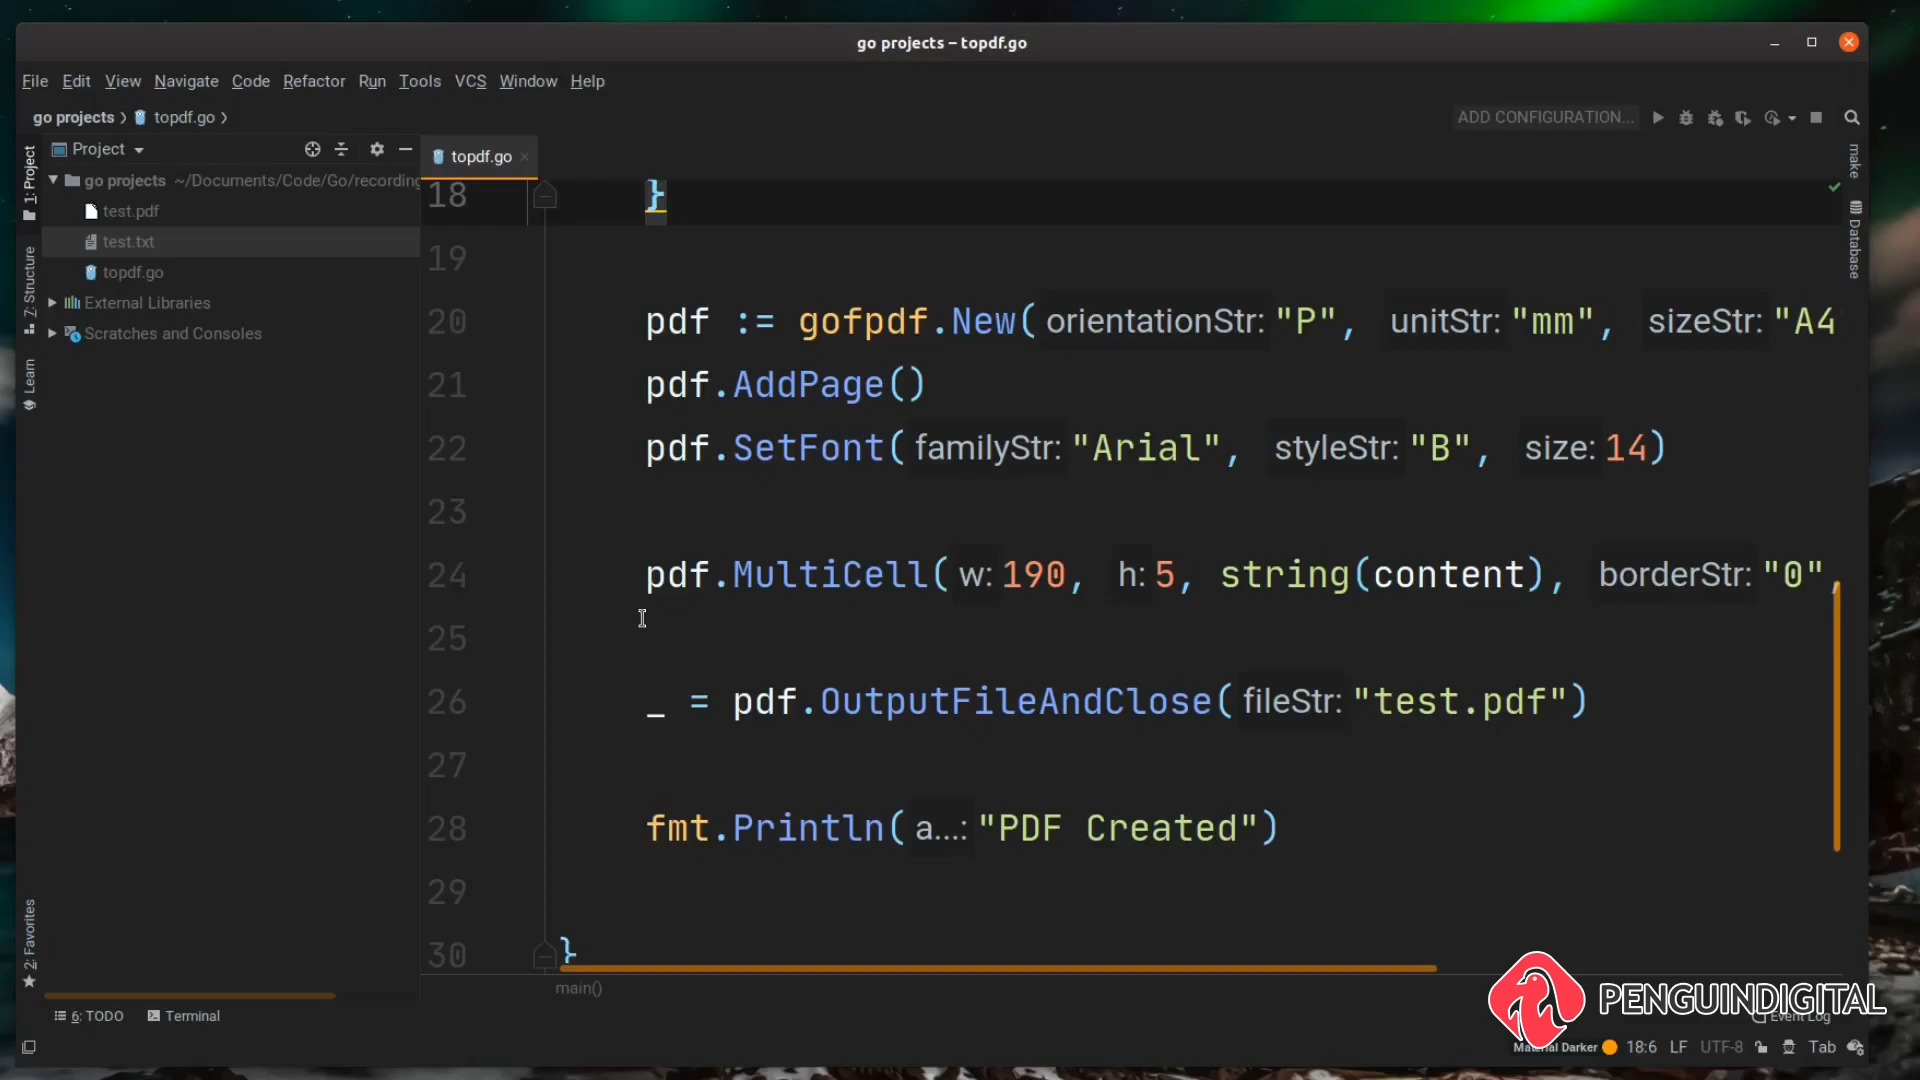 go projects – topdf.go
File Edit View Navigate Code Refactor Run Tools VCS Window Help
go projects topdf.go
ADD CONFIGURATION...
Project
topdf.go
go projects ~/Documents/Code/Go/recording
test.pdf
test.txt
topdf.go
External Libraries
Scratches and Consoles
1: Project
7: Structure
Learn
2: Favorites
make
Database
18 }
19
20 pdf := gofpdf.New( orientationStr: "P", unitStr: "mm", sizeStr: "A4
21 pdf.AddPage()
22 pdf.SetFont( familyStr: "Arial", styleStr: "B", size: 14)
23
24 pdf.MultiCell( w: 190, h: 5, string(content), borderStr: "0",
25
26 _ = pdf.OutputFileAndClose( fileStr: "test.pdf")
27
28 fmt.Println( a...: "PDF Created")
29
30 }
main()
6: TODO Terminal
PENGUINDIGITAL
Event Log
Material Darker 18:6 LF UTF-8 Tab